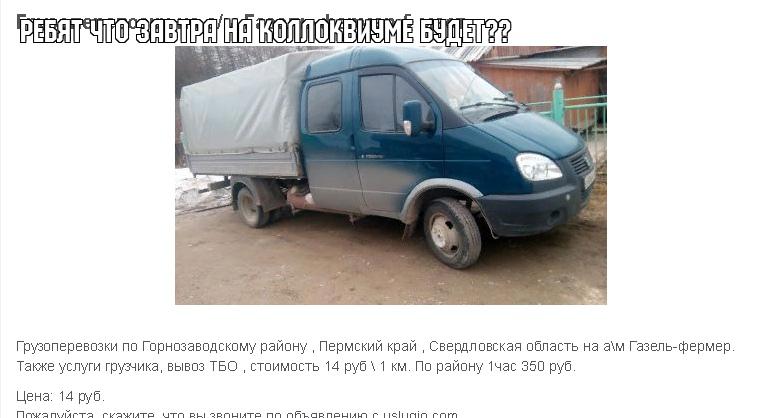 РЕБЯТ ЧТО ЗАВТРА НА КОЛЛОКВИУМЕ БУДЕТ??
Грузоперевозки по Горнозаводскому району , Пермский край , Свердловская область на а\м Газель-фермер.
Также услуги грузчика, вывоз ТБО , стоимость 14 руб \ 1 км. По району 1час 350 руб.
Цена: 14 руб.
Пожалуйста, скажите, что вы звоните по объявлению с uslugio.com